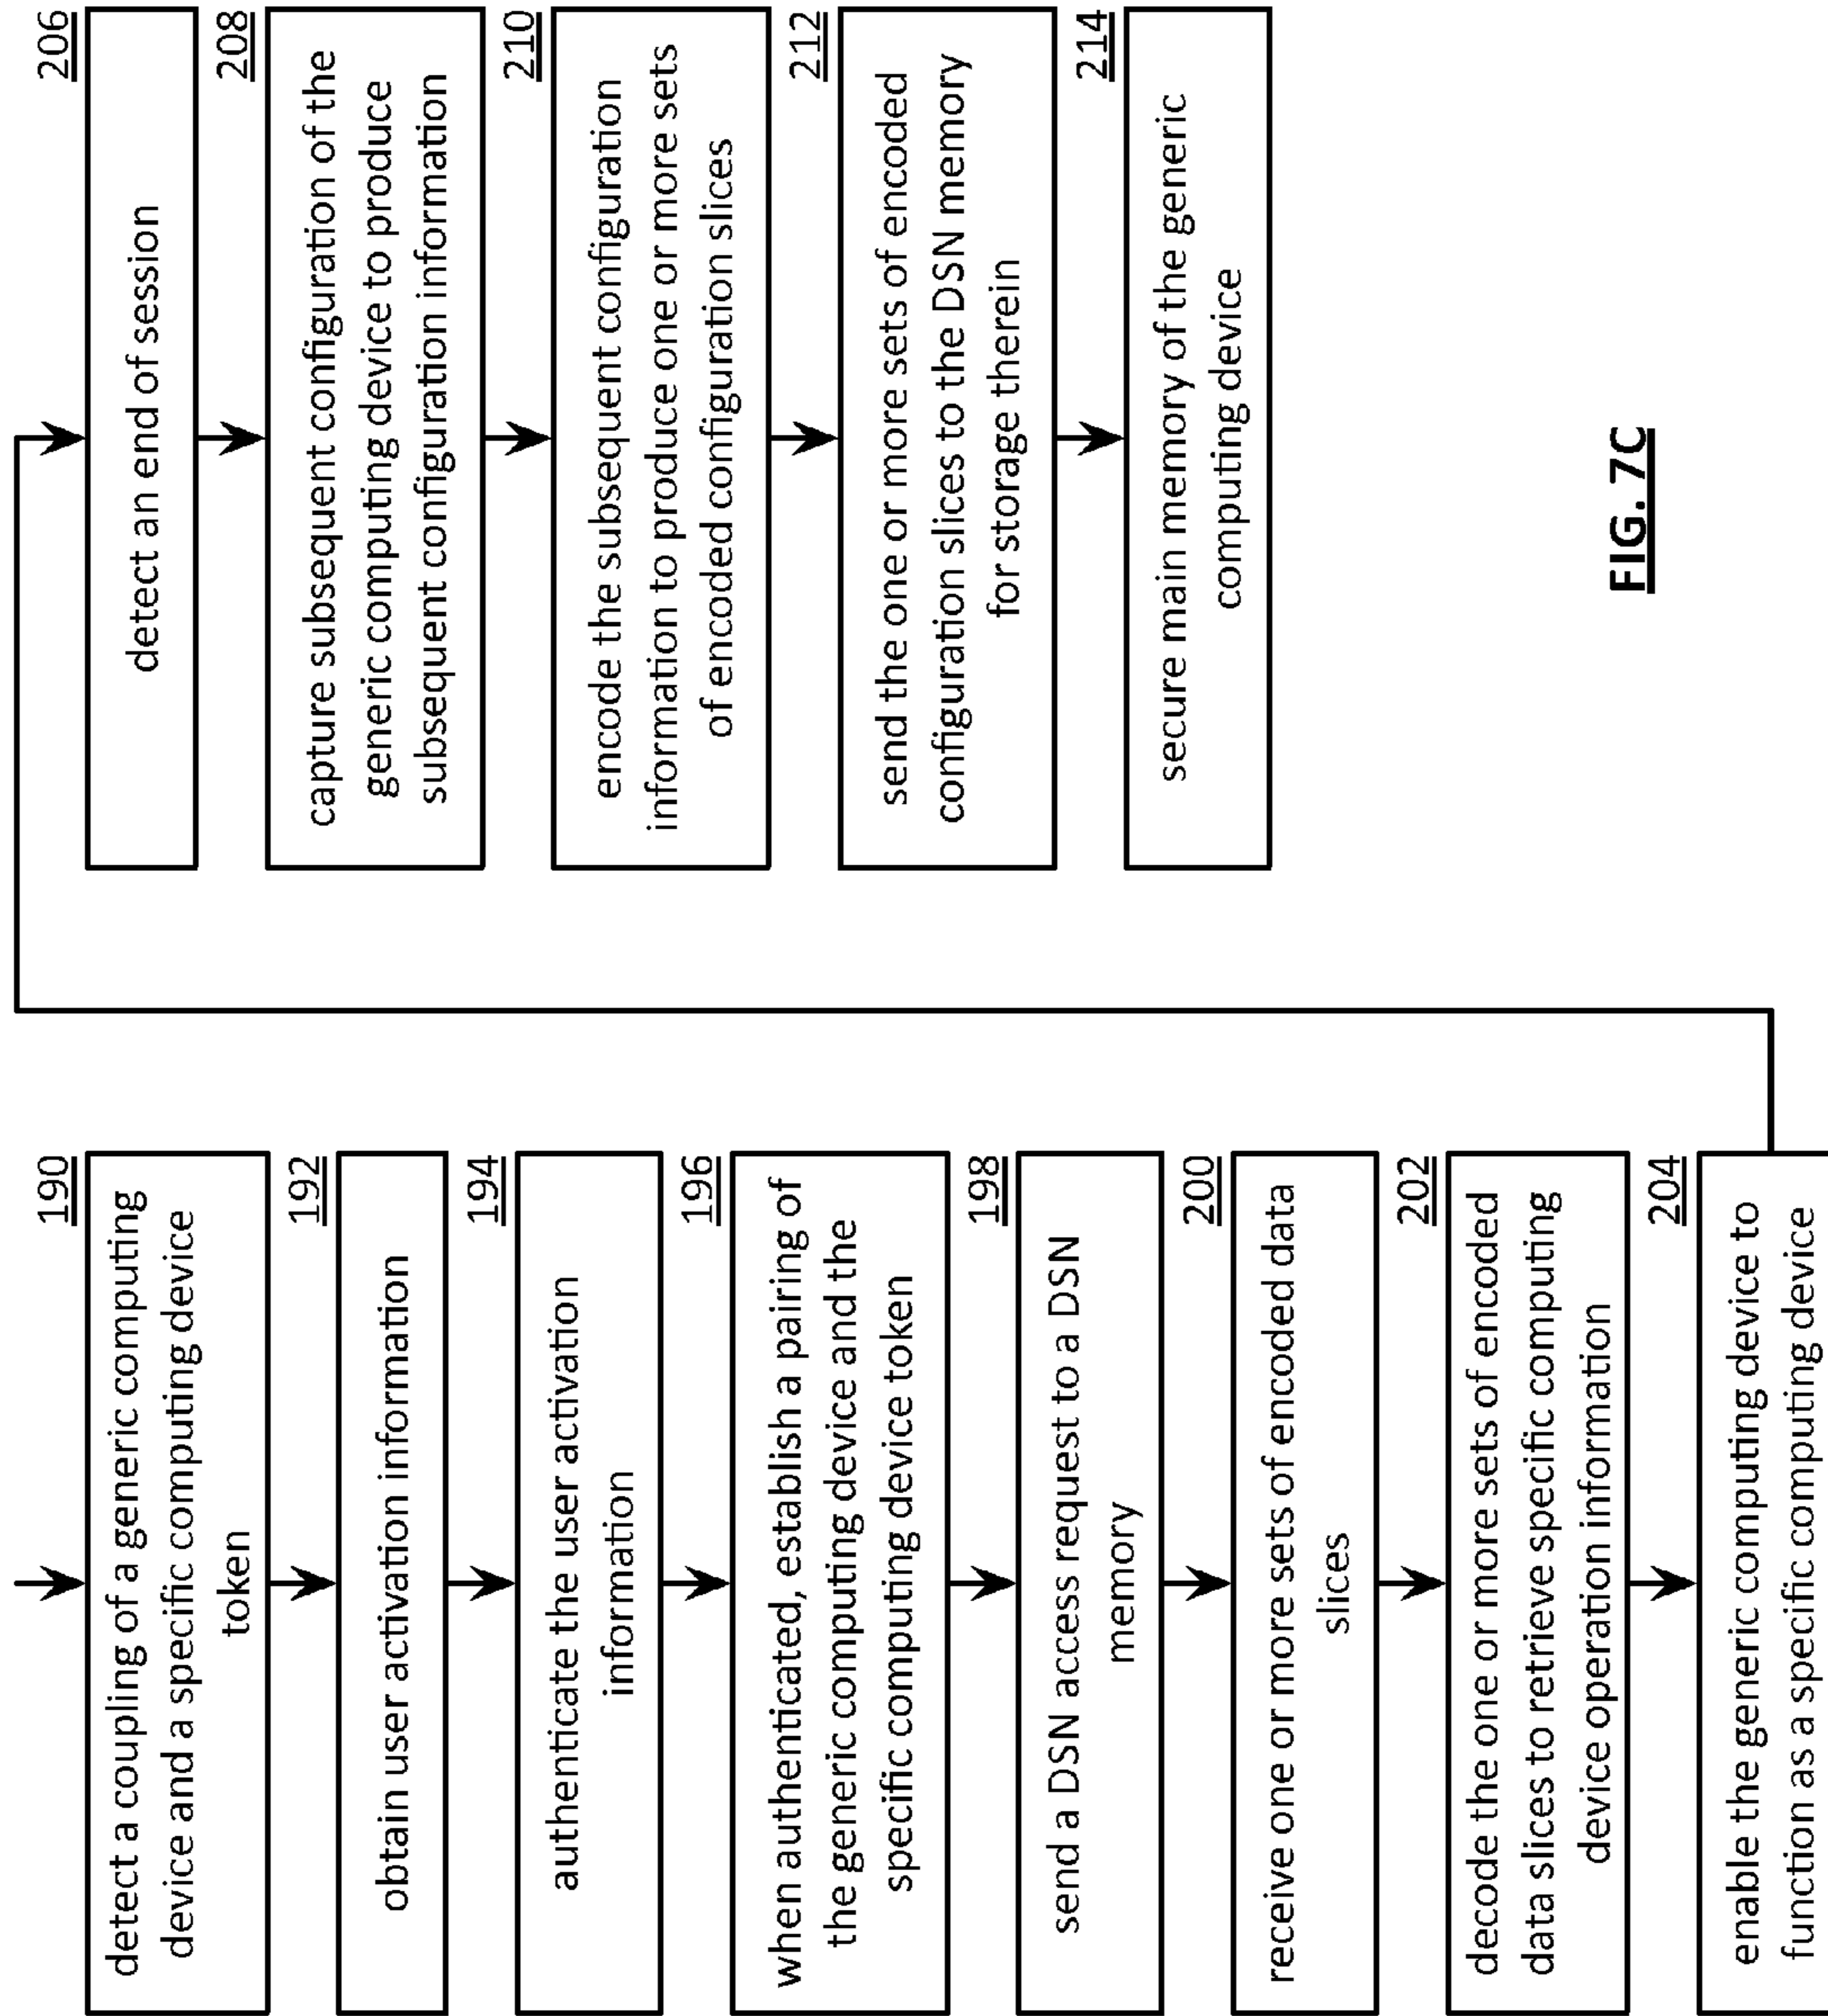 190
detect a coupling of a generic computing
device and a specific computing device
token
192
obtain user activation information
194
authenticate the user activation
information
196
when authenticated, establish a pairing of
the generic computing device and the
specific computing device token
198
send a DSN access request to a DSN
memory
200
receive one or more sets of encoded data
slices
202
decode the one or more sets of encoded
data slices to retrieve specific computing
device operation information
204
enable the generic computing device to
function as a specific computing device
206
detect an end of session
208
capture subsequent configuration of the
generic computing device to produce
subsequent configuration information
210
encode the subsequent configuration
information to produce one or more sets
of encoded configuration slices
212
send the one or more sets of encoded
configuration slices to the DSN memory
for storage therein
214
secure main memory of the generic
computing device
FIG. 7C